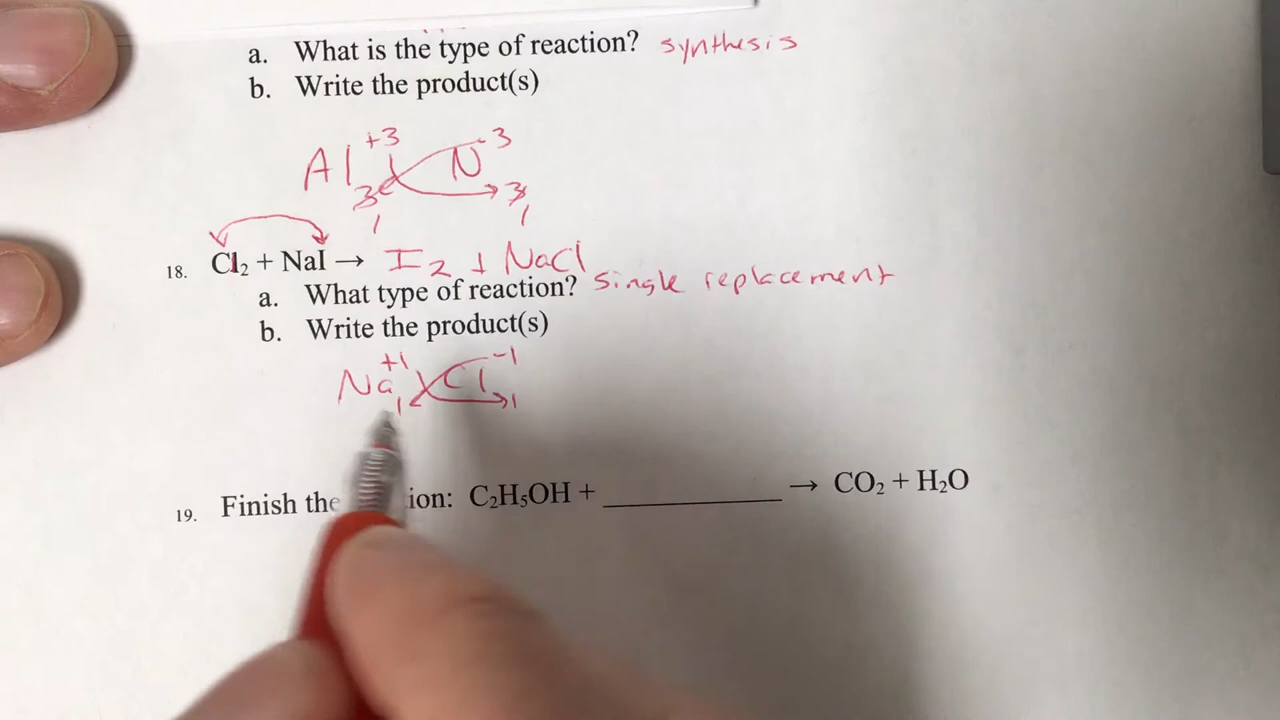 a. What is the type of reaction? synthesis
b. Write the product(s)
Al +3 N -3
3 3
1 1
18. Cl₂ + NaI → I₂ + NaCl
a. What type of reaction? single replacement
b. Write the product(s)
Na +1 Cl -1
1 1
19. Finish the ion: C₂H₅OH + __________ → CO₂ + H₂O